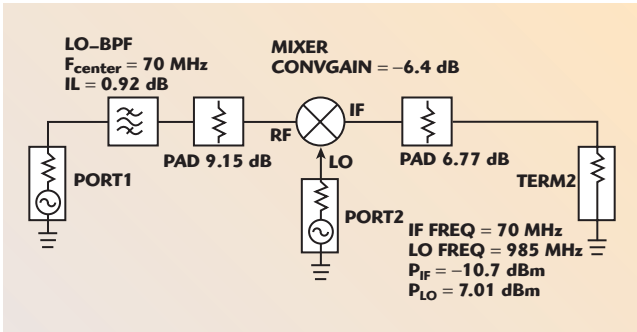 LO–BPF
Fcenter = 70 MHz
IL = 0.92 dB
MIXER
CONVGAIN = –6.4 dB
IF
RF
LO
PAD 9.15 dB
PAD 6.77 dB
PORT1
TERM2
PORT2
IF FREQ = 70 MHz
LO FREQ = 985 MHz
PIF = –10.7 dBm
PLO = 7.01 dBm